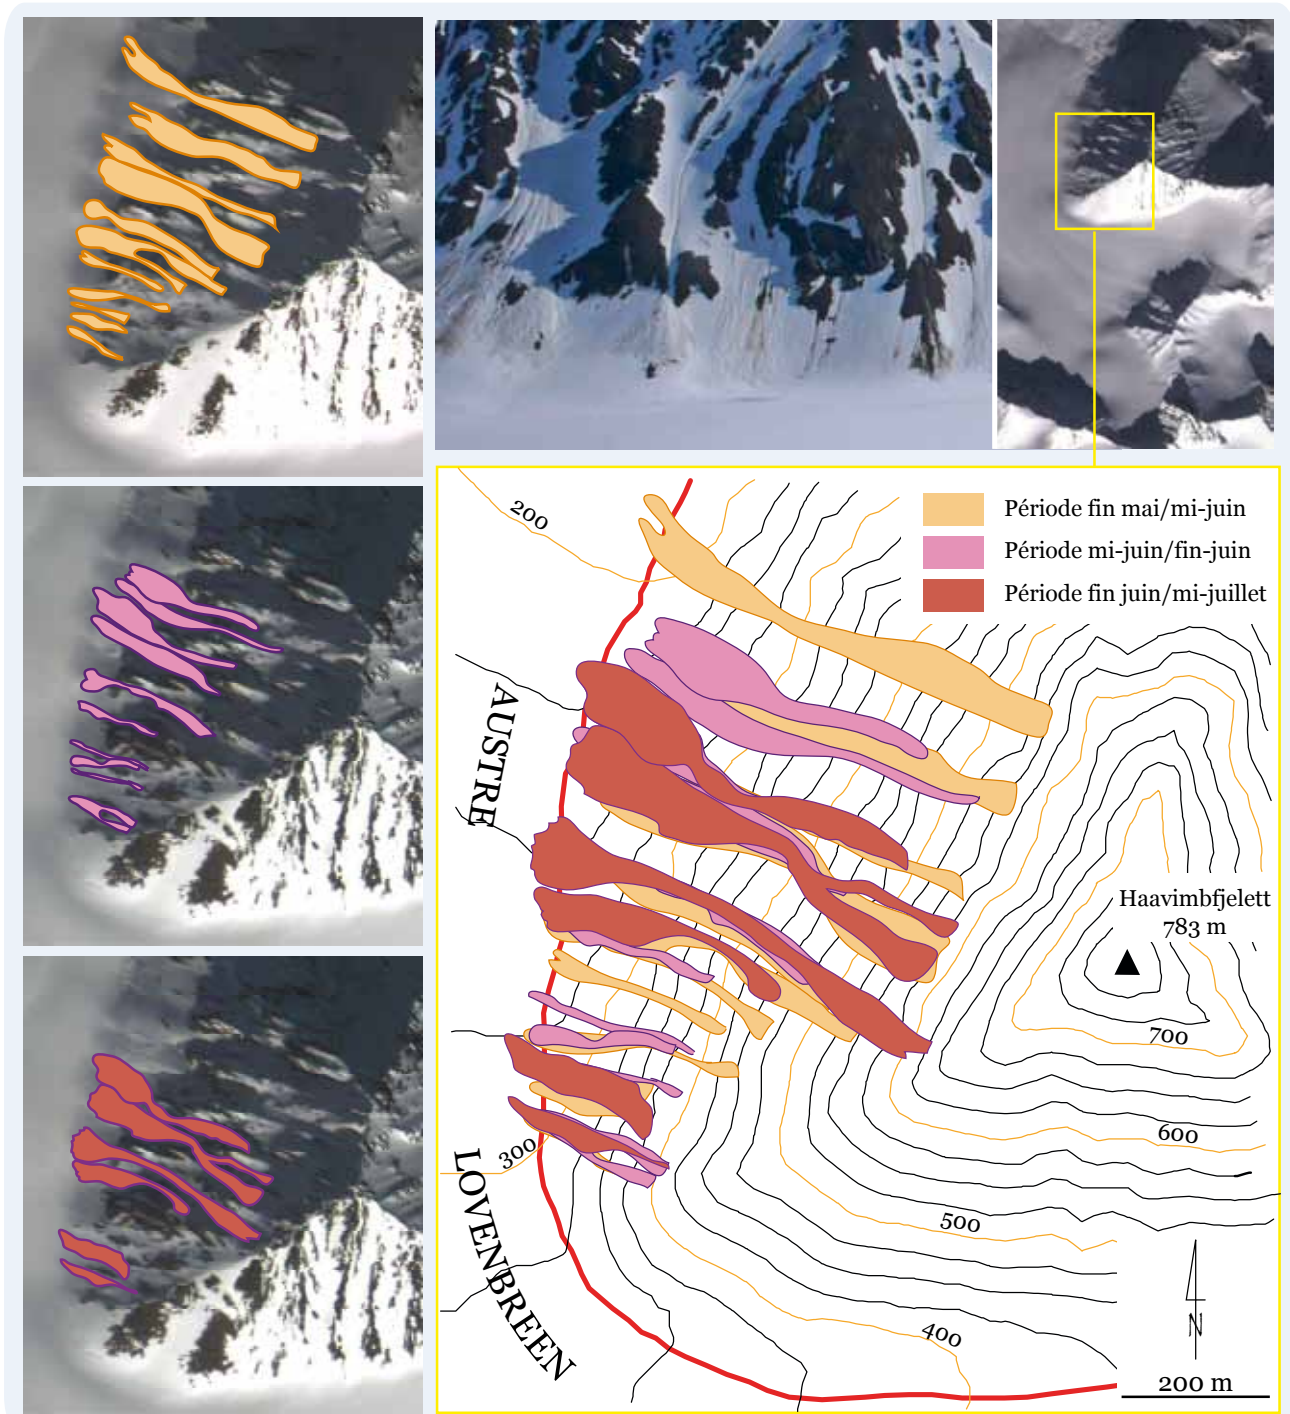 200
Période fin mai/mi-juin
Période mi-juin/fin-juin
Période fin juin/mi-juillet
AUSTRE
Haavimbfjelett
783 m
700
600
300
LOVENBREEN
500
400
N
200 m